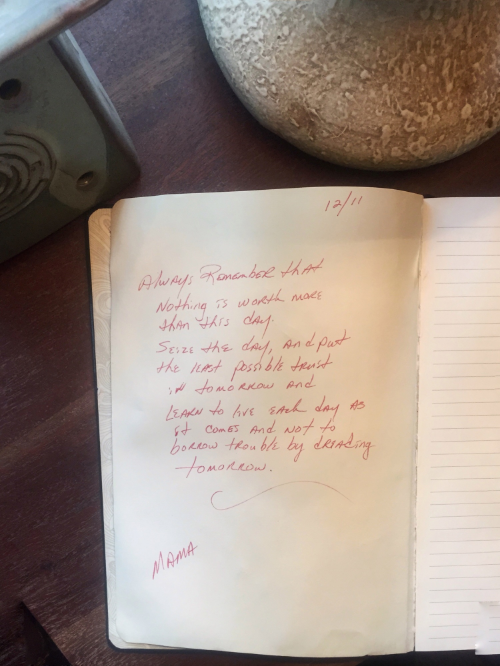 12/11
Always Remember that
Nothing is worth more
than this day.
Seize the day, and put
the least possible trust
in tomorrow and
Learn to live each day as
it comes and not to
borrow trouble by dreading
tomorrow.
Mama